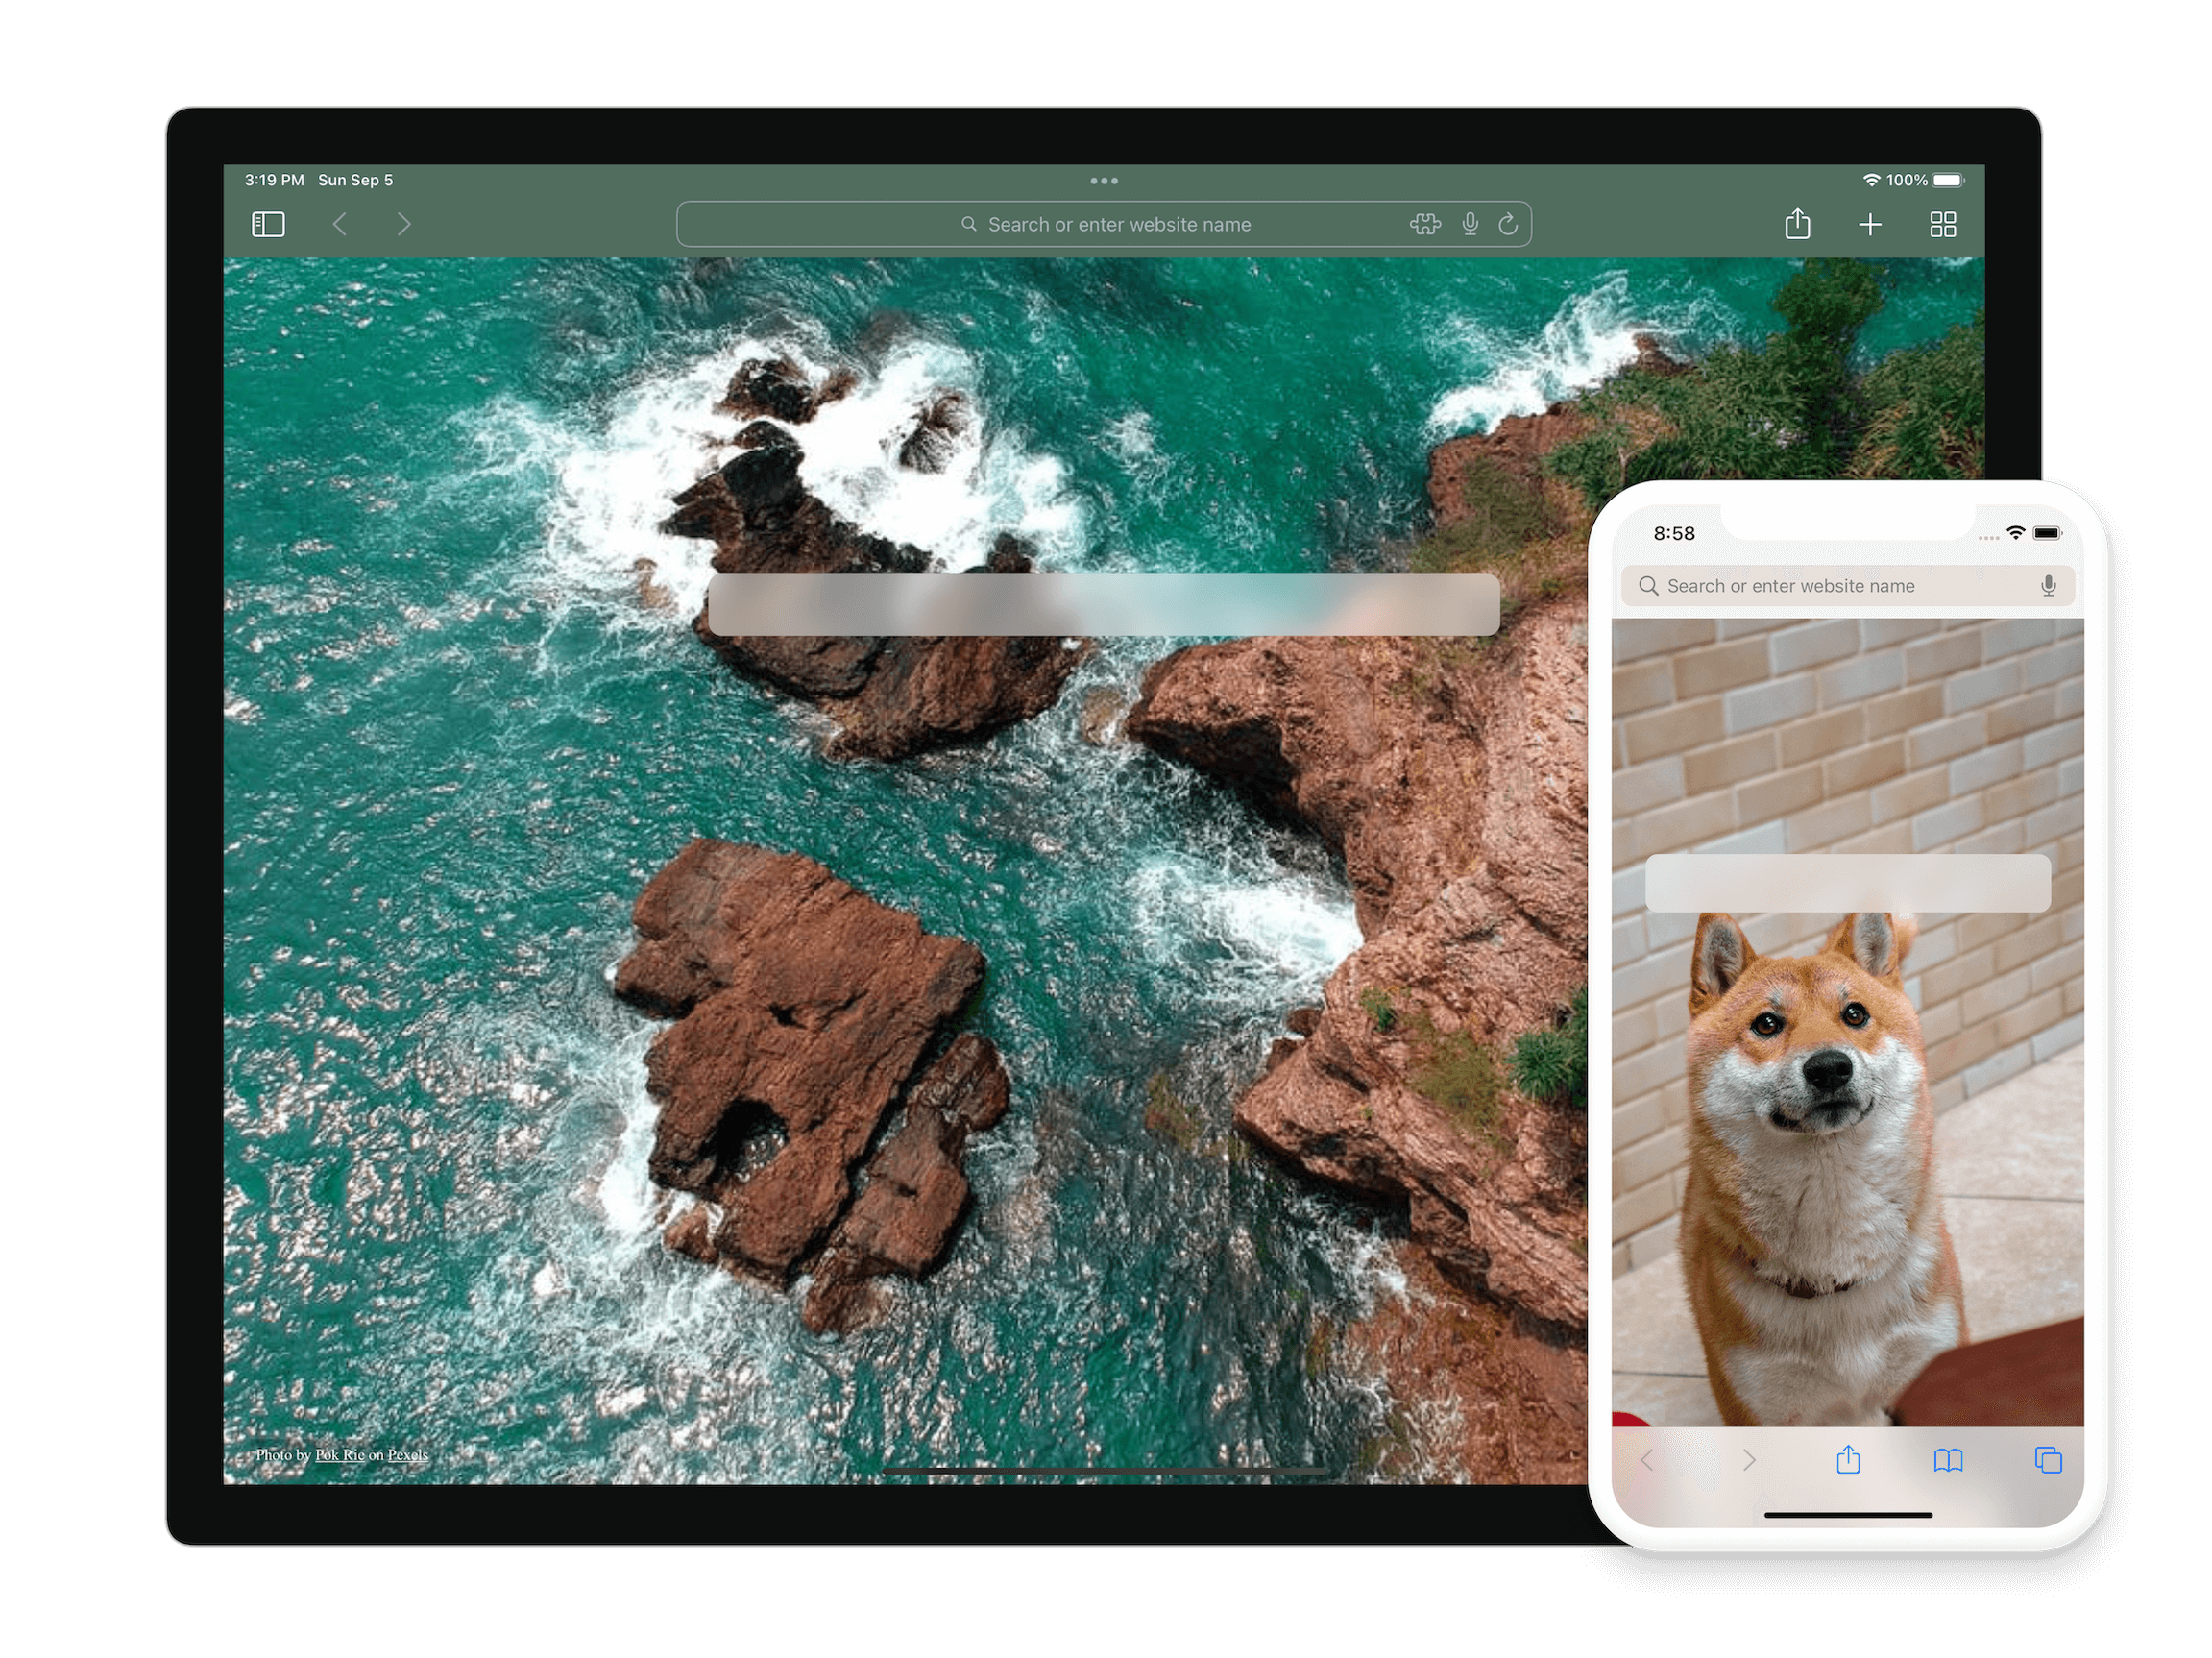 3:19 PM Sun Sep 5
100%
Search or enter website name
8:58
Search or enter website name
Photo by Pok Rie on Pexels